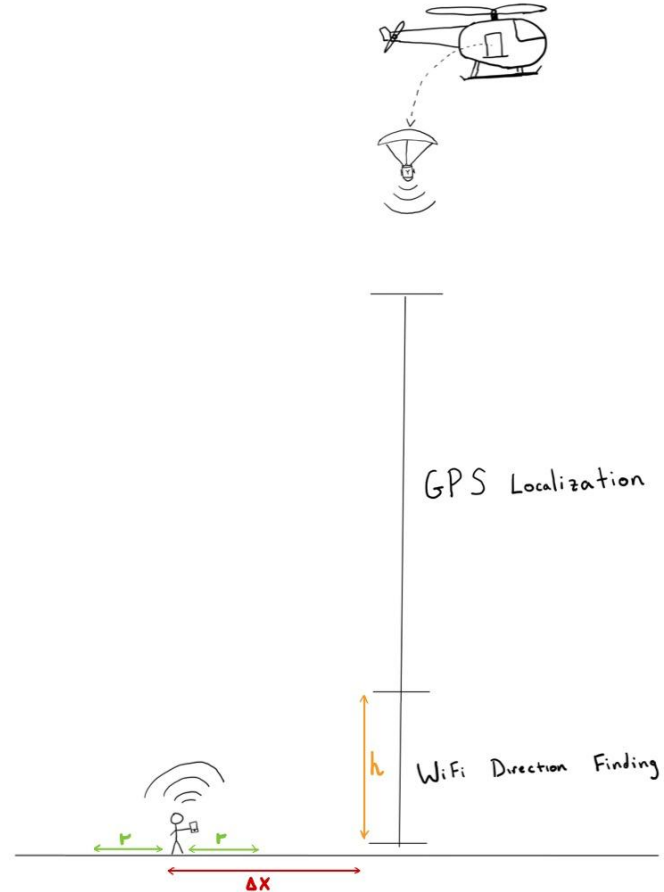 GPS Localization
h
WiFi Direction Finding
r
r
Δx